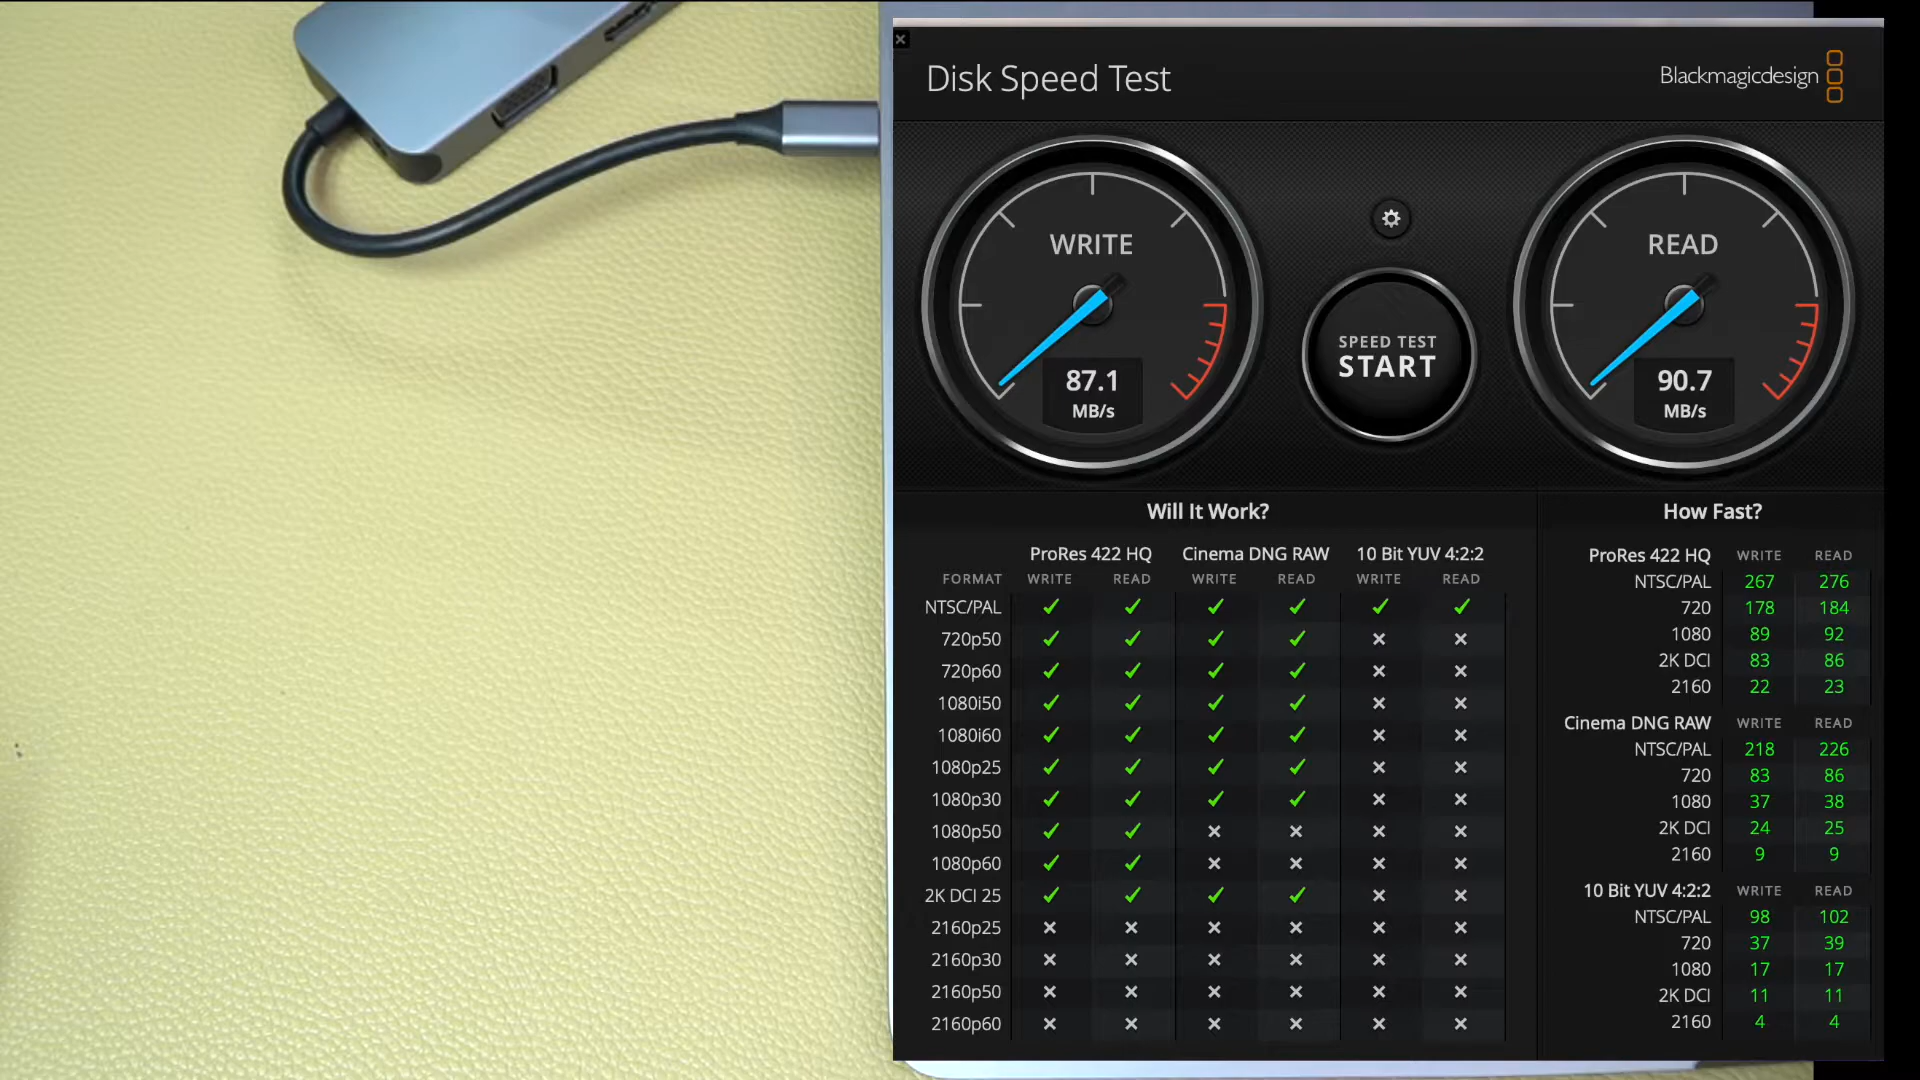 Disk Speed Test
Blackmagicdesign
WRITE
87.1
MB/s
SPEED TEST
START
READ
90.7
MB/s
Will It Work?
ProRes 422 HQ Cinema DNG RAW 10 Bit YUV 4:2:2
FORMAT WRITE READ WRITE READ WRITE READ
NTSC/PAL ✓ ✓ ✓ ✓ ✓ ✓
720p50 ✓ ✓ ✓ ✓ × ×
720p60 ✓ ✓ ✓ ✓ × ×
1080i50 ✓ ✓ ✓ ✓ × ×
1080i60 ✓ ✓ ✓ ✓ × ×
1080p25 ✓ ✓ ✓ ✓ × ×
1080p30 ✓ ✓ ✓ ✓ × ×
1080p50 ✓ ✓ × × × ×
1080p60 ✓ ✓ × × × ×
2K DCI 25 ✓ ✓ ✓ ✓ × ×
2160p25 × × × × × ×
2160p30 × × × × × ×
2160p50 × × × × × ×
2160p60 × × × × × ×
How Fast?
ProRes 422 HQ WRITE READ
NTSC/PAL 267 276
720 178 184
1080 89 92
2K DCI 83 86
2160 22 23
Cinema DNG RAW WRITE READ
NTSC/PAL 218 226
720 83 86
1080 37 38
2K DCI 24 25
2160 9 9
10 Bit YUV 4:2:2 WRITE READ
NTSC/PAL 98 102
720 37 39
1080 17 17
2K DCI 11 11
2160 4 4